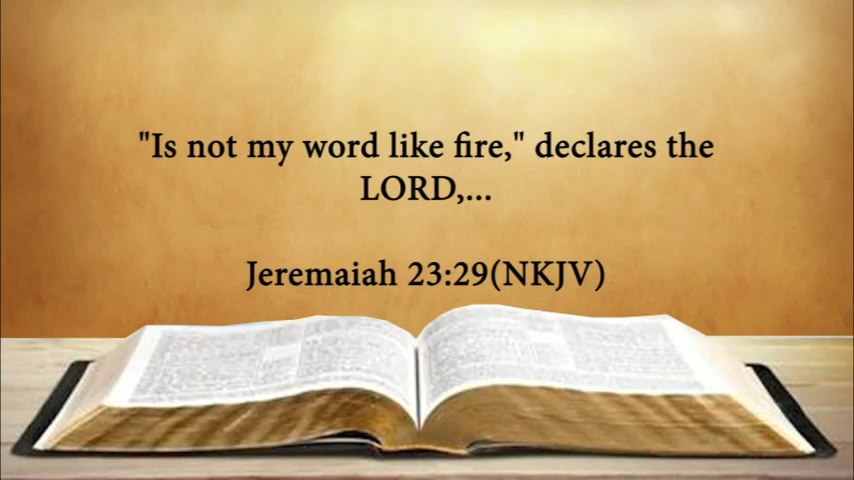 "Is not my word like fire," declares the
LORD,...
Jeremaiah 23:29(NKJV)